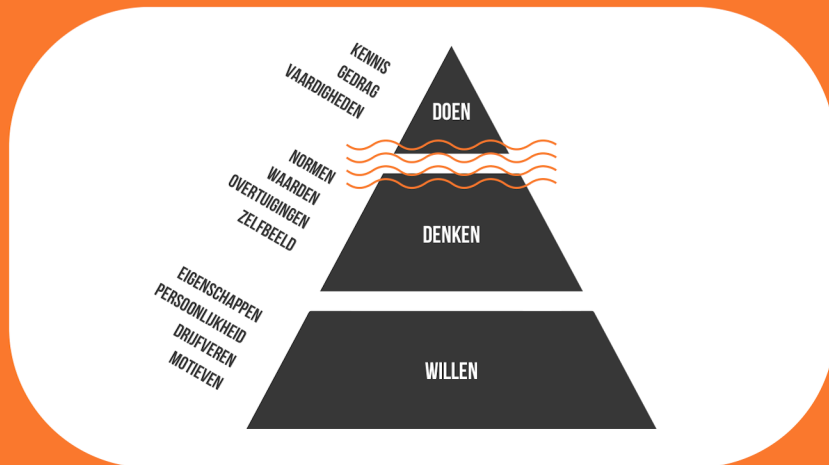 KENNIS
GEDRAG
VAARDIGHEDEN
DOEN
NORMEN
WAARDEN
OVERTUIGINGEN
ZELFBEELD
DENKEN
EIGENSCHAPPEN
PERSOONLIJKHEID
DRIJFVEREN
MOTIEVEN
WILLEN